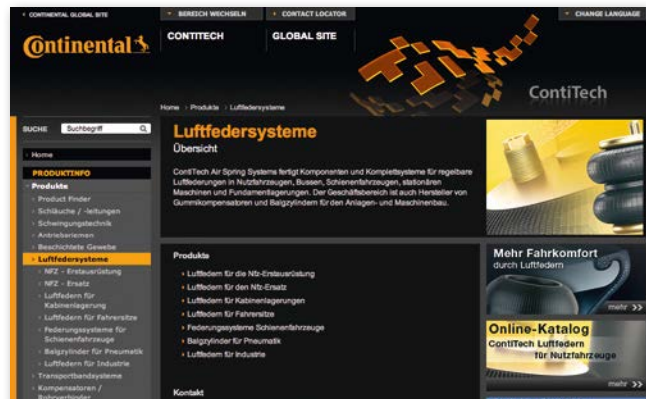 CONTINENTAL GLOBAL SITE
BEREICH WECHSELN
CONTACT LOCATOR
CHANGE LANGUAGE
Continental
CONTITECH
GLOBAL SITE
ContiTech
Home > Produkte > Luftfedersysteme
SUCHE
Suchbegriff
Home
PRODUKTINFO
Produkte
Product Finder
Schläuche / -leitungen
Schwingungstechnik
Antriebsriemen
Beschichtete Gewebe
Luftfedersysteme
NFZ - Erstausrüstung
NFZ - Ersatz
Luftfedern für
Kabinenlagerung
Luftfedern für Fahrersitze
Federungssysteme für
Schienenfahrzeuge
Balgzylinder für Pneumatik
Luftfedern für Industrie
Transportbandsysteme
Kompensatoren /
Rohrverbinder
Luftfedersysteme
Übersicht
ContiTech Air Spring Systems fertigt Komponenten und Komplettsysteme für regelbare
Luftfederungen in Nutzfahrzeugen, Bussen, Schienenfahrzeugen, stationären
Maschinen und Fundamentlagerungen. Der Geschäftsbereich ist auch Hersteller von
Gummikompensatoren und Balgzylindern für den Anlagen- und Maschinenbau.
Produkte
Luftfedern für die Nfz-Erstausrüstung
Luftfedern für den Nfz-Ersatz
Luftfedern für Kabinenlagerungen
Luftfedern für Fahrersitze
Federungssysteme Schienenfahrzeuge
Balgzylinder für Pneumatik
Luftfedern für Industrie
Kontakt
Mehr Fahrkomfort
durch Luftfedern
mehr >>
Online-Katalog
ContiTech Luftfedern
für Nutzfahrzeuge
mehr >>